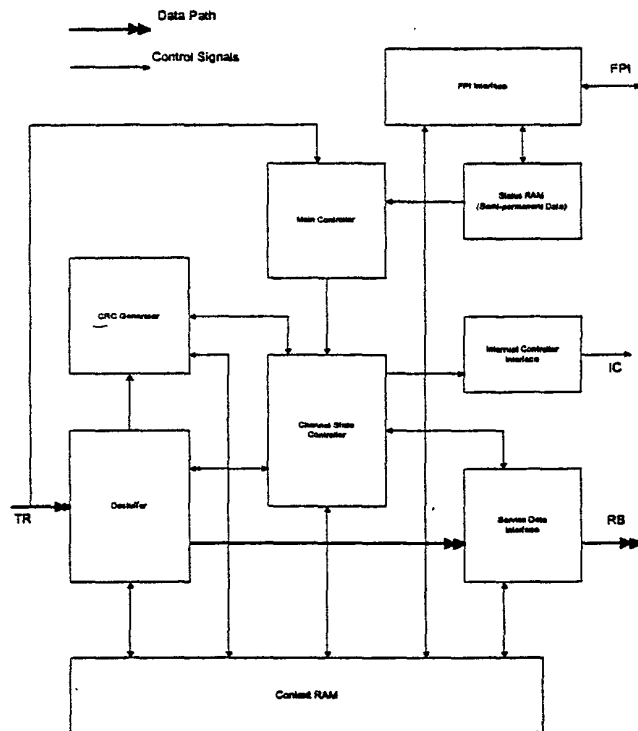 Data Path
Control Signals
FPI
FPI Interface
Status RAM
(Semi-permanent Data)
Main Controller
CRC Generator
Interrupt Controller
Interface
IC
Channel State
Controller
Destuffer
TR
Service Data
Interface
RB
Context RAM